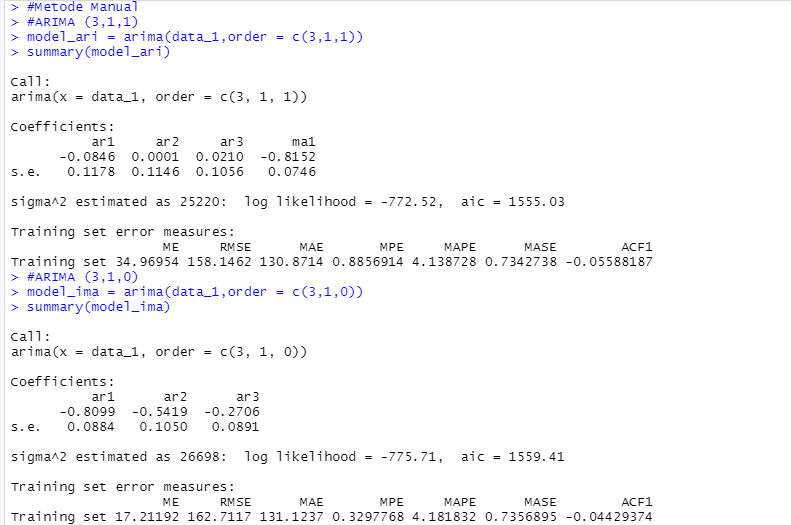 > #Metode Manual
> #ARIMA (3,1,1)
> model_ari = arima(data_1,order = c(3,1,1))
> summary(model_ari)
Call:
arima(x = data_1, order = c(3, 1, 1))
Coefficients:
ar1 ar2 ar3 ma1
-0.0846 0.0001 0.0210 -0.8152
s.e. 0.1178 0.1146 0.1056 0.0746
sigma^2 estimated as 25220: log likelihood = -772.52, aic = 1555.03
Training set error measures:
ME RMSE MAE MPE MAPE MASE ACF1
Training set 34.96954 158.1462 130.8714 0.8856914 4.138728 0.7342738 -0.05588187
> #ARIMA (3,1,0)
> model_ima = arima(data_1,order = c(3,1,0))
> summary(model_ima)
Call:
arima(x = data_1, order = c(3, 1, 0))
Coefficients:
ar1 ar2 ar3
-0.8099 -0.5419 -0.2706
s.e. 0.0884 0.1050 0.0891
sigma^2 estimated as 26698: log likelihood = -775.71, aic = 1559.41
Training set error measures:
ME RMSE MAE MPE MAPE MASE ACF1
Training set 17.21192 162.7117 131.1237 0.3297768 4.181832 0.7356895 -0.04429374